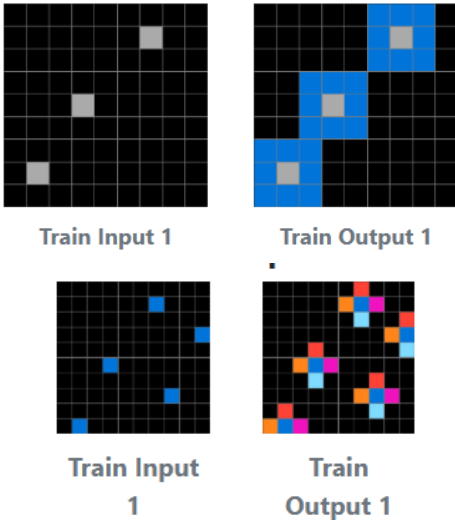 Train Input 1
Train Output 1
Train Input
Train
1
Output 1